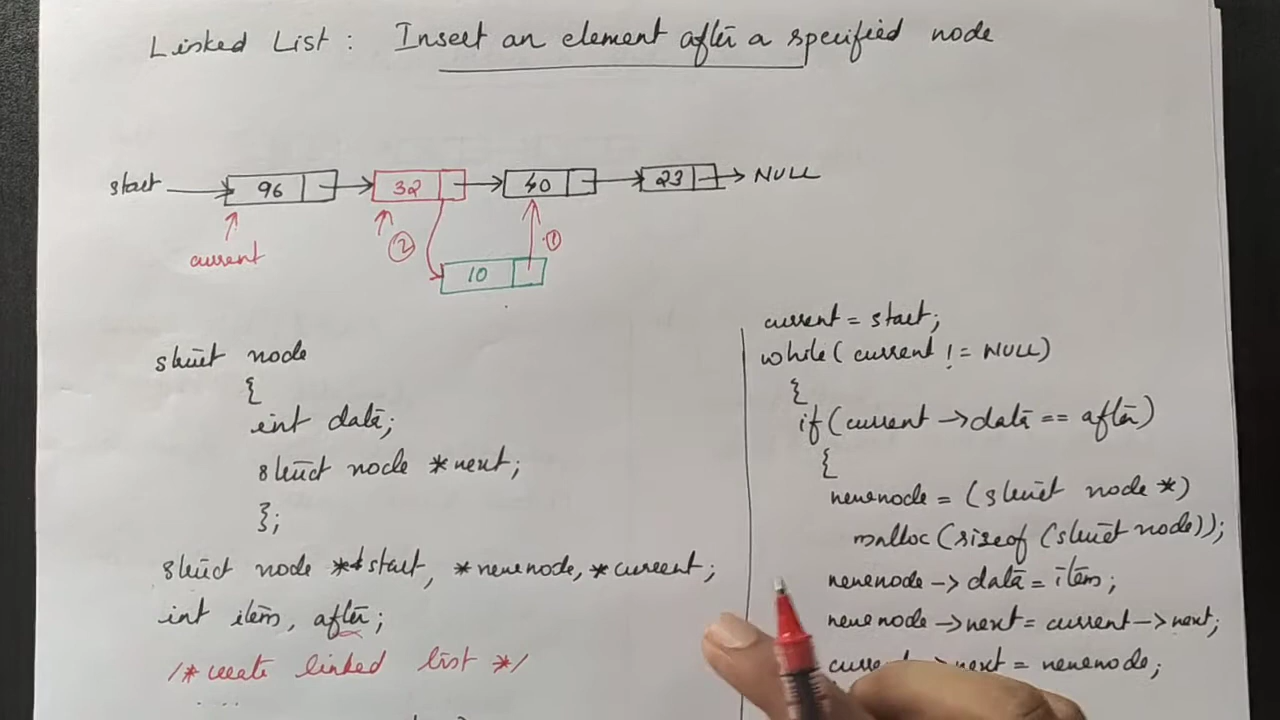 Linked List : Insert an element after a specified node
start 96 32 40 23 NULL
current 2 1
10
struct node
{
int data;
struct node *next;
};
struct node *start, *newnode, *current;
int item, after;
/* create linked list */
....
current = start;
while( current != NULL)
{
if( current ->data == after)
{
newnode = (struct node *)
malloc (sizeof (struct node));
newnode -> data = item;
newnode ->next = current -> next;
next = newnode;